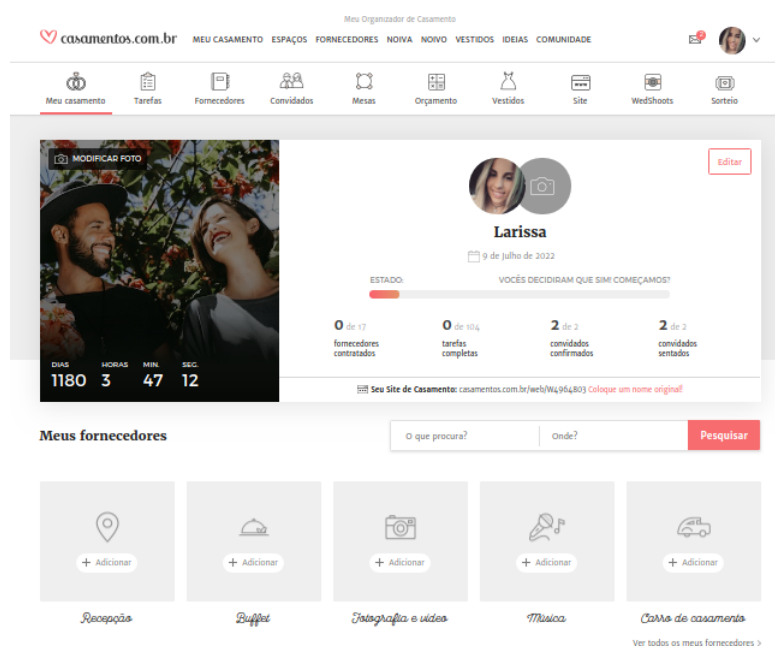 Meu Organizador de Casamento
casamentos.com.br MEU CASAMENTO ESPAÇOS FORNECEDORES NOIVA NOIVO VESTIDOS IDEIAS COMUNIDADE 2
Meu casamento Tarefas Fornecedores Convidados Mesas Orçamento Vestidos Site WedShoots Sorteio
MODIFICAR FOTO
Editar
Larissa
9 de Julho de 2022
ESTADO: VOCÊS DECIDIRAM QUE SIM! COMEÇAMOS?
0 de 17 0 de 104 2 de 2 2 de 2
fornecedores tarefas convidados convidados
contratados completas confirmados sentados
DIAS HORAS MIN. SEG.
1180 3 47 12
Seu Site de Casamento: casamentos.com.br/web/W4964803 Coloque um nome original!
Meus fornecedores
O que procura? Onde? Pesquisar
+ Adicionar + Adicionar + Adicionar + Adicionar + Adicionar
Recepção Buffet Fotografia e vídeo Música Carro de casamento
Ver todos os meus fornecedores >